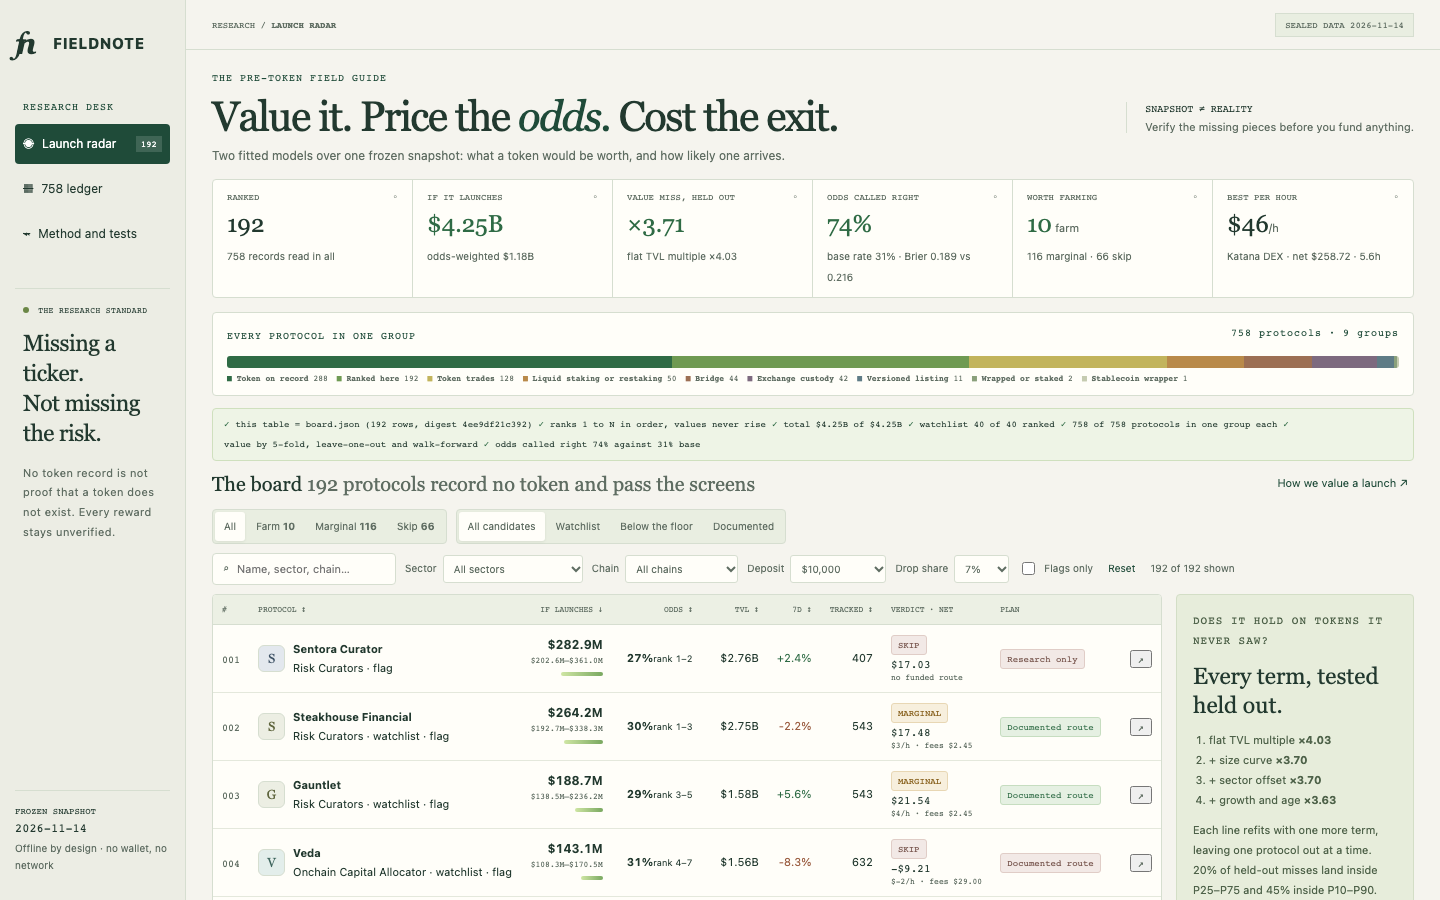 FIELDNOTE
RESEARCH DESK
Launch radar 192
758 ledger
Method and tests
THE RESEARCH STANDARD
Missing a
ticker.
Not missing
the risk.
No token record is not
proof that a token does
not exist. Every reward
stays unverified.
FROZEN SNAPSHOT
2026-11-14
Offline by design · no wallet, no
network
RESEARCH / LAUNCH RADAR
SEALED DATA 2026-11-14
THE PRE-TOKEN FIELD GUIDE
Value it. Price the odds. Cost the exit.
Two fitted models over one frozen snapshot: what a token would be worth, and how likely one arrives.
SNAPSHOT ≠ REALITY
Verify the missing pieces before you fund anything.
RANKED
192
758 records read in all
IF IT LAUNCHES
$4.25B
odds-weighted $1.18B
VALUE MISS, HELD OUT
×3.71
flat TVL multiple ×4.03
ODDS CALLED RIGHT
74%
base rate 31% · Brier 0.189 vs
0.216
WORTH FARMING
10 farm
116 marginal · 66 skip
BEST PER HOUR
$46/h
Katana DEX · net $258.72 · 5.6h
EVERY PROTOCOL IN ONE GROUP
758 protocols · 9 groups
Token on record 288 Ranked here 192 Token trades 128 Liquid staking or restaking 50 Bridge 44 Exchange custody 42 Versioned listing 11 Wrapped or staked 2 Stablecoin wrapper 1
✓ this table = board.json (192 rows, digest 4ee9df21c392) ✓ ranks 1 to N in order, values never rise ✓ total $4.25B of $4.25B ✓ watchlist 40 of 40 ranked ✓ 758 of 758 protocols in one group each ✓
value by 5-fold, leave-one-out and walk-forward ✓ odds called right 74% against 31% base
The board 192 protocols record no token and pass the screens
How we value a launch ↗
All Farm 10 Marginal 116 Skip 66
All candidates Watchlist Below the floor Documented
Name, sector, chain...
Sector All sectors Chain All chains Deposit $10,000 Drop share 7% Flags only Reset 192 of 192 shown
# PROTOCOL ↕ IF LAUNCHES ↓ ODDS ↕ TVL ↕ 7D ↕ TRACKED ↕ VERDICT · NET PLAN
001 S Sentora Curator
Risk Curators · flag
$282.9M
$202.6M–$361.0M
27% rank 1–2 $2.76B +2.4% 407
SKIP
$17.03
no funded route
Research only ↗
002 S Steakhouse Financial
Risk Curators · watchlist · flag
$264.2M
$192.7M–$338.3M
30% rank 1–3 $2.75B -2.2% 543
MARGINAL
$17.48
$3/h · fees $2.45
Documented route ↗
003 G Gauntlet
Risk Curators · watchlist · flag
$188.7M
$138.5M–$236.2M
29% rank 3–5 $1.58B +5.6% 543
MARGINAL
$21.54
$4/h · fees $2.45
Documented route ↗
004 V Veda
Onchain Capital Allocator · watchlist · flag
$143.1M
$108.3M–$170.5M
31% rank 4–7 $1.56B -8.3% 632
SKIP
−$9.21
$-2/h · fees $29.00
Documented route ↗
DOES IT HOLD ON TOKENS IT
NEVER SAW?
Every term, tested
held out.
1. flat TVL multiple ×4.03
2. + size curve ×3.70
3. + sector offset ×3.70
4. + growth and age ×3.63
Each line refits with one more term,
leaving one protocol out at a time.
20% of held-out misses land inside
P25–P75 and 45% inside P10–P90.